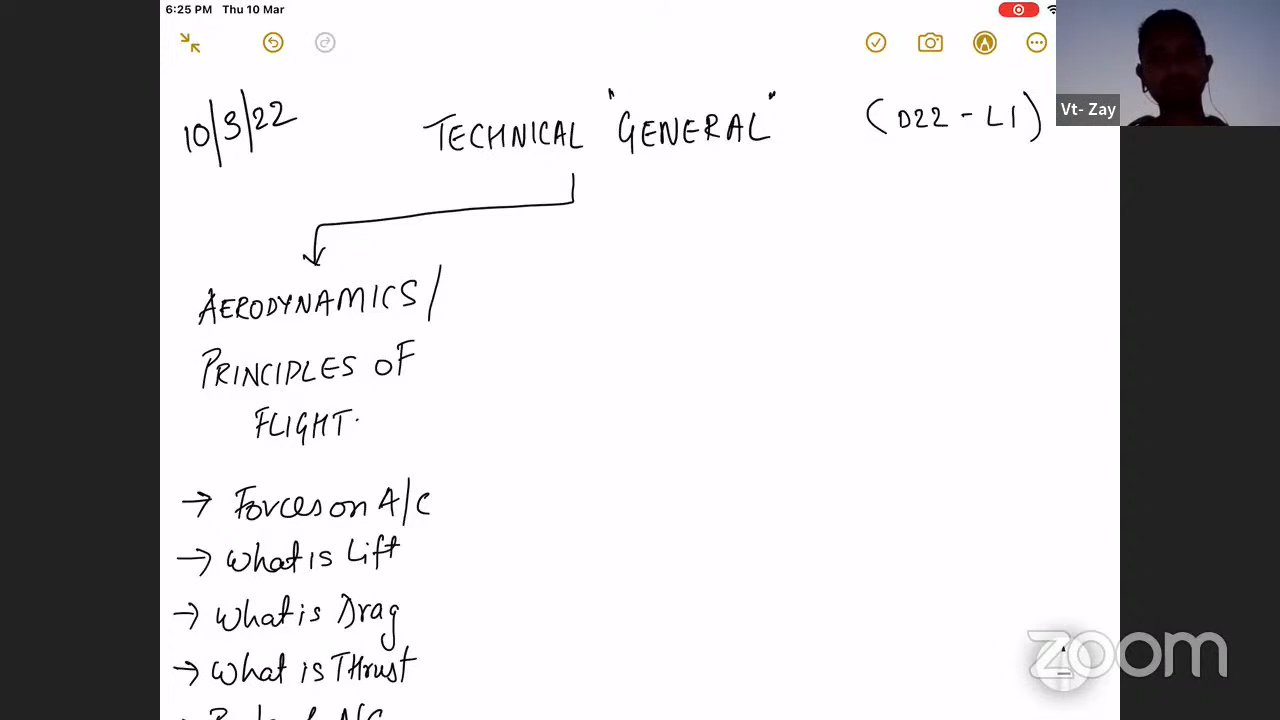 6:25 PM Thu 10 Mar
10/3/22 TECHNICAL "GENERAL" (D22 - L1)
Vt- Zay
AERODYNAMICS/
PRINCIPLES OF
FLIGHT.
→ Forces on A/C
→ What is Lift
→ What is Drag
→ What is Thrust
zoom